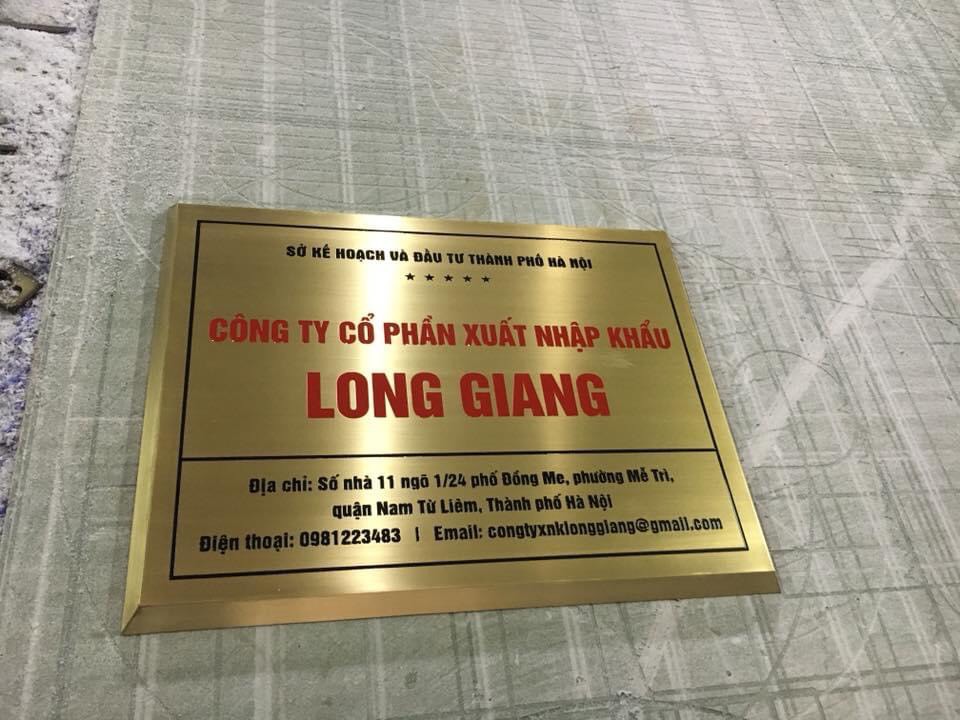 SỞ KẾ HOẠCH VÀ ĐẦU TƯ THÀNH PHỐ HÀ NỘI
★ ★ ★ ★ ★
CÔNG TY CỔ PHẦN XUẤT NHẬP KHẨU
LONG GIANG
Địa chỉ: Số nhà 11 ngõ 1/24 phố Đồng Me, phường Mễ Trì,
quận Nam Từ Liêm, Thành phố Hà Nội
Điện thoại: 0981223483 | Email: congtyxnklonggiang@gmail.com